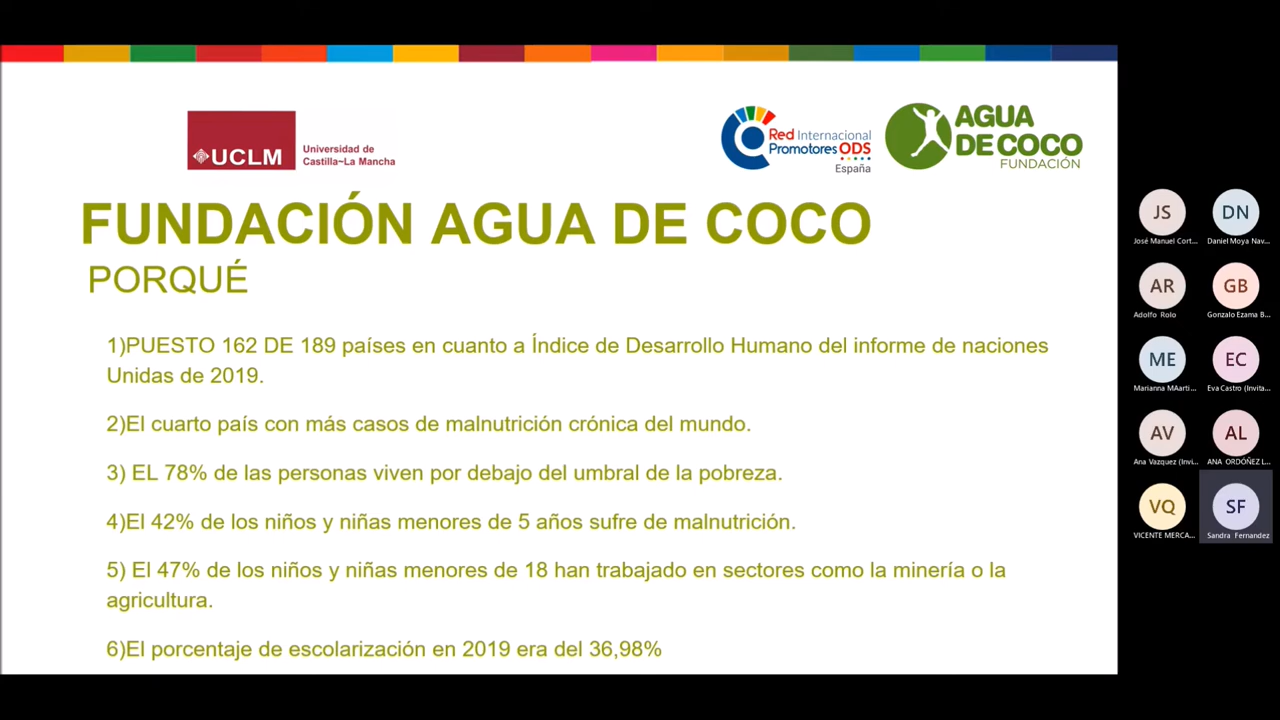 UCLM
Universidad de
Castilla~La Mancha
Red Internacional
Promotores ODS
España
AGUA
DE COCO
FUNDACIÓN
FUNDACIÓN AGUA DE COCO
PORQUÉ
1)PUESTO 162 DE 189 países en cuanto a Índice de Desarrollo Humano del informe de naciones
Unidas de 2019.
2)El cuarto país con más casos de malnutrición crónica del mundo.
3) EL 78% de las personas viven por debajo del umbral de la pobreza.
4)El 42% de los niños y niñas menores de 5 años sufre de malnutrición.
5) El 47% de los niños y niñas menores de 18 han trabajado en sectores como la minería o la
agricultura.
6)El porcentaje de escolarización en 2019 era del 36,98%
JS DN
José Manuel Cort... Daniel Moya Nav...
AR GB
Adolfo Rolo Gonzalo Ezama B...
ME EC
Marianna MAarti... Eva Castro (Invita...
AV AL
Ana Vazquez (Invi... ANA ORDÓÑEZ L...
VQ SF
VICENTE MERCA... Sandra Fernandez